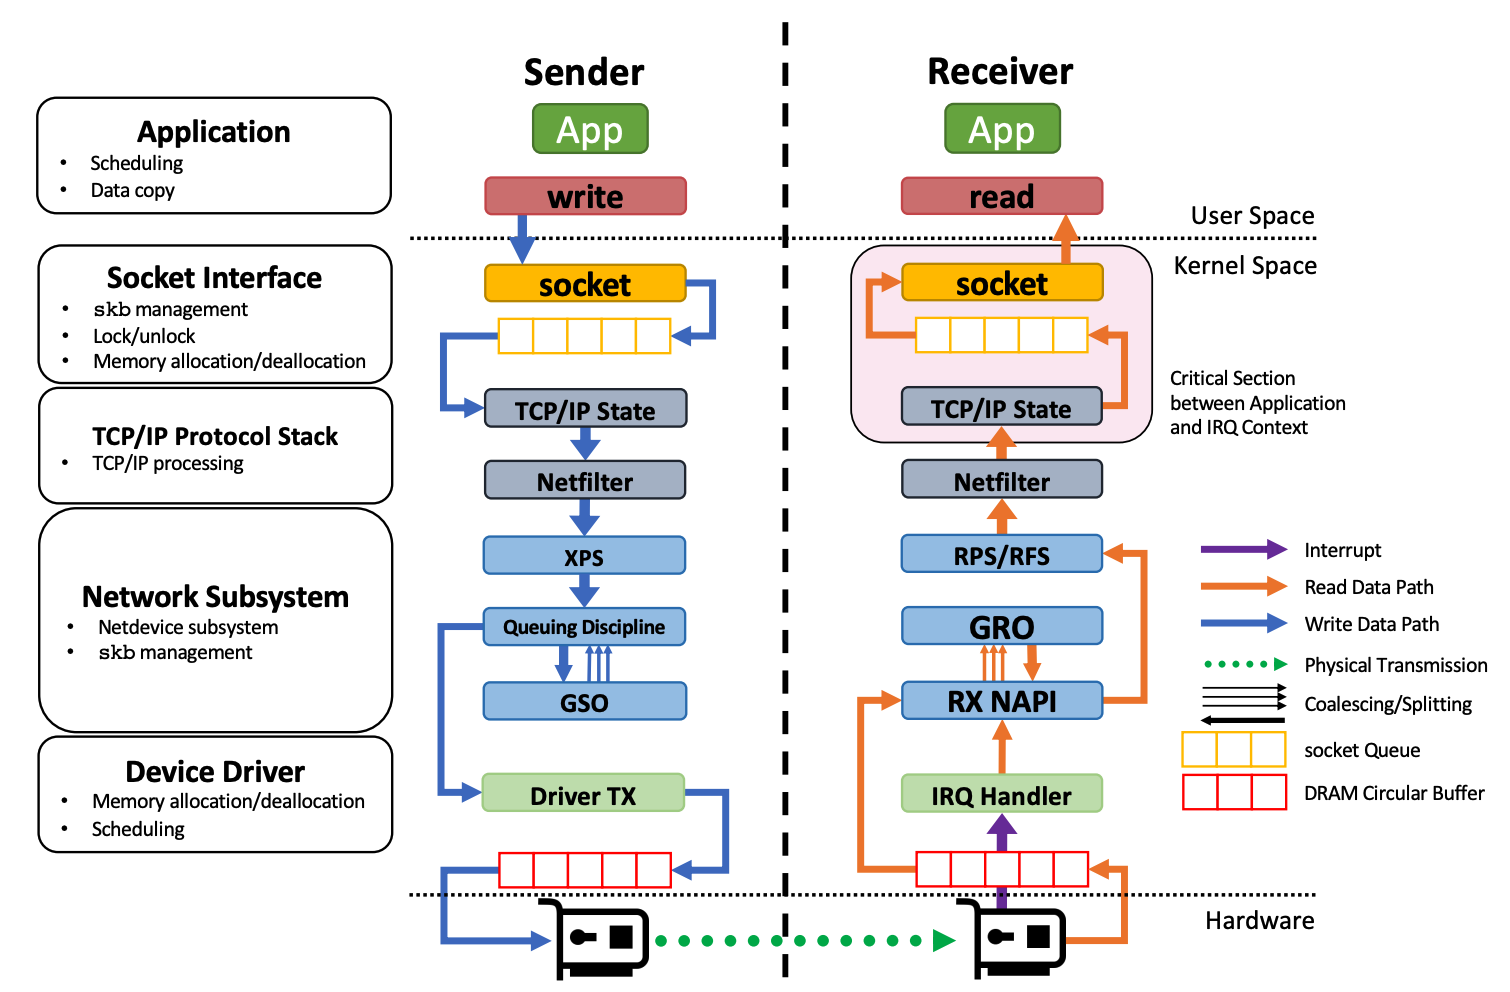 Sender
Receiver
App
App
Application
• Scheduling
• Data copy
write
read
User Space
Kernel Space
Socket Interface
• skb management
• Lock/unlock
• Memory allocation/deallocation
socket
socket
TCP/IP State
TCP/IP State
Critical Section
between Application
and IRQ Context
TCP/IP Protocol Stack
• TCP/IP processing
Netfilter
Netfilter
XPS
RPS/RFS
Network Subsystem
• Netdevice subsystem
• skb management
Queuing Discipline
GRO
GSO
RX NAPI
Device Driver
• Memory allocation/deallocation
• Scheduling
Driver TX
IRQ Handler
Interrupt
Read Data Path
Write Data Path
Physical Transmission
Coalescing/Splitting
socket Queue
DRAM Circular Buffer
Hardware